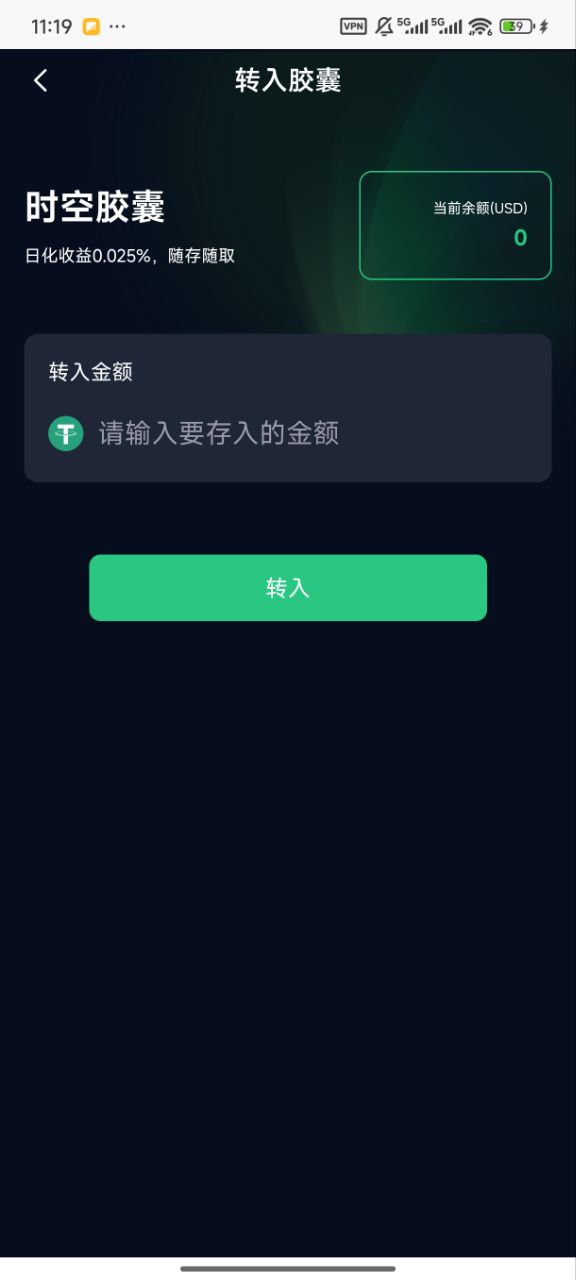 11:19
VPN 5G 5G 6 39
转入胶囊
时空胶囊
日化收益0.025%，随存随取
当前余额(USD)
0
转入金额
请输入要存入的金额
转入